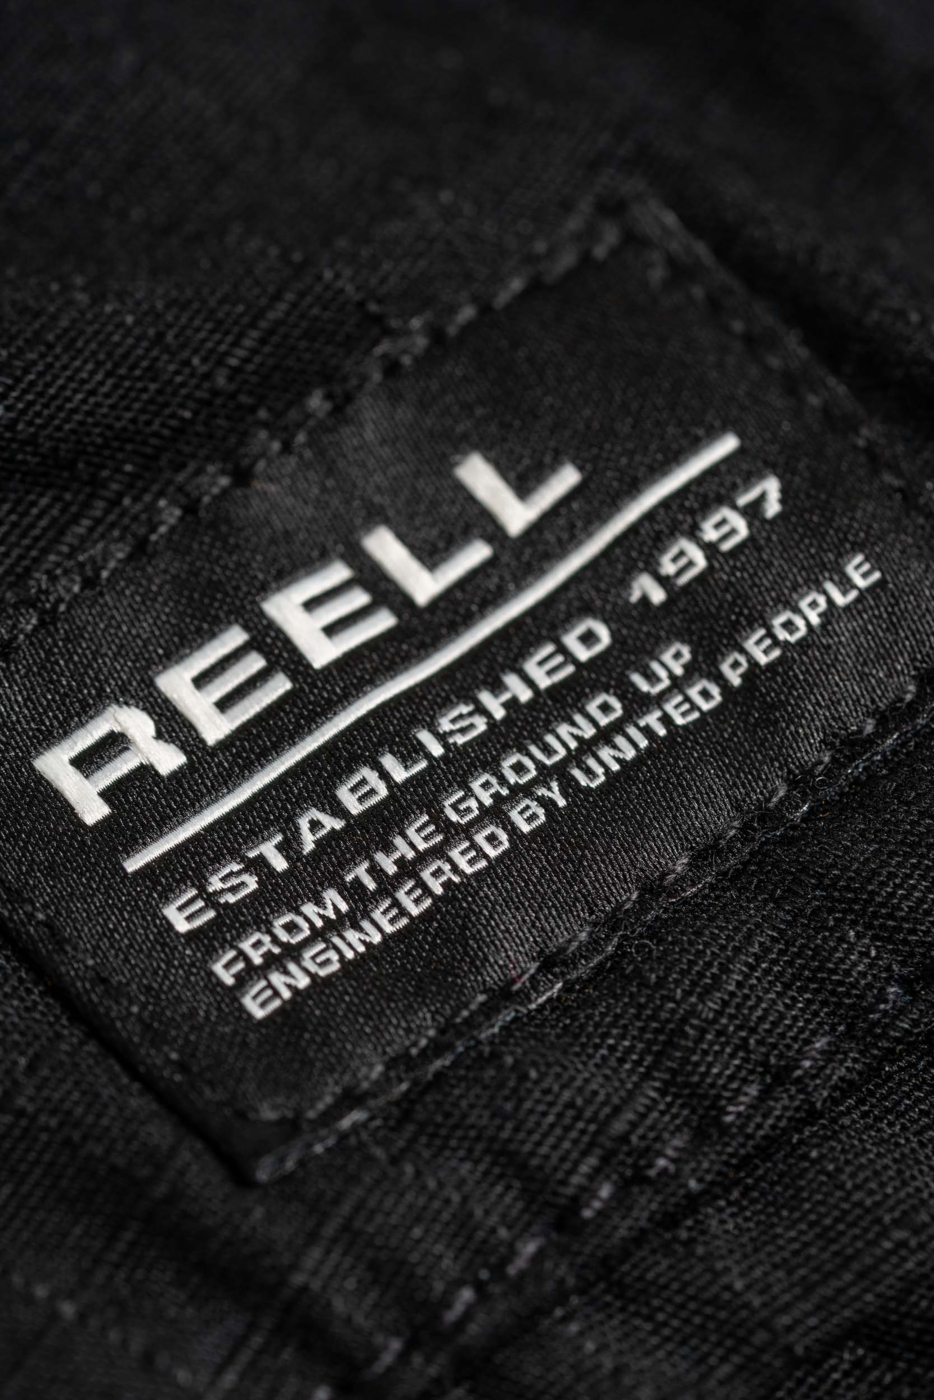 REELL
ESTABLISHED 1997
FROM THE GROUND UP
ENGINEERED BY UNITED PEOPLE